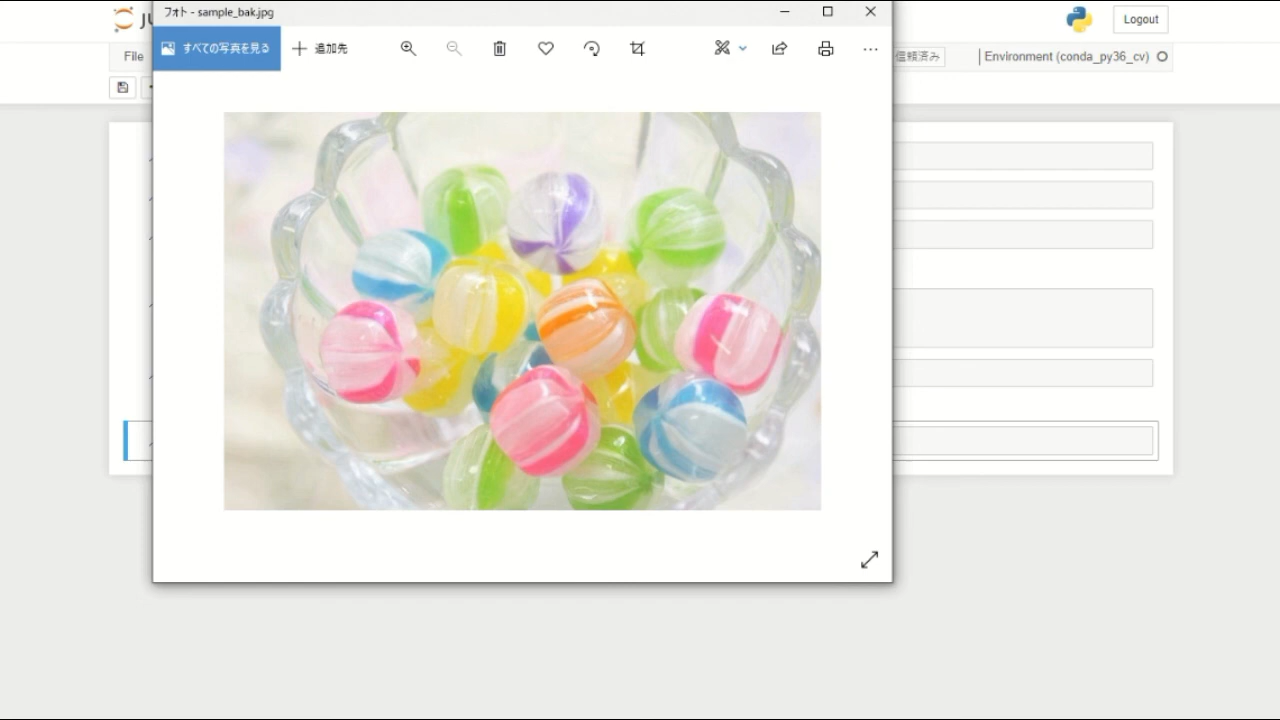 フォト - sample_bak.jpg
Logout
すべての写真を見る
追加先
File
信頼済み
Environment (conda_py36_cv)